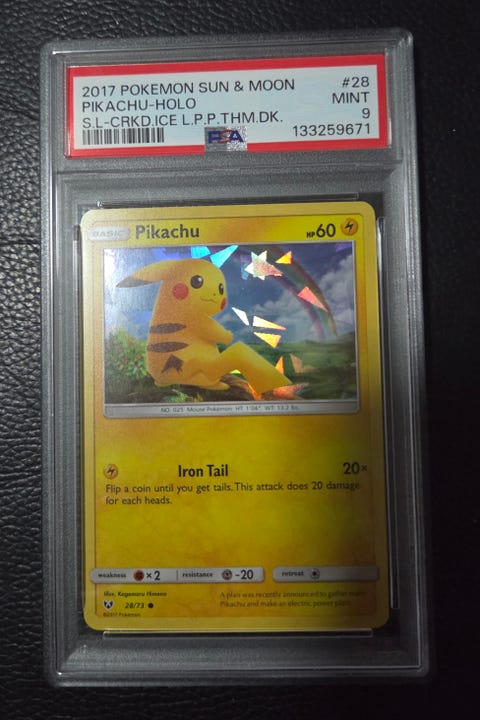 2017 POKEMON SUN & MOON #28
PIKACHU-HOLO MINT
S.L-CRKD.ICE L.P.P.THM.DK. 9
PSA 133259671
BASIC Pikachu HP60
NO. 025 Mouse Pokémon HT: 1'04" WT: 13.2 lbs.
Iron Tail 20×
Flip a coin until you get tails. This attack does 20 damage
for each heads.
weakness ×2 resistance -20 retreat
Illus. Kagemaru Himeno
28/73
©2017 Pokémon
A plan was recently announced to gather many
Pikachu and make an electric power plant.